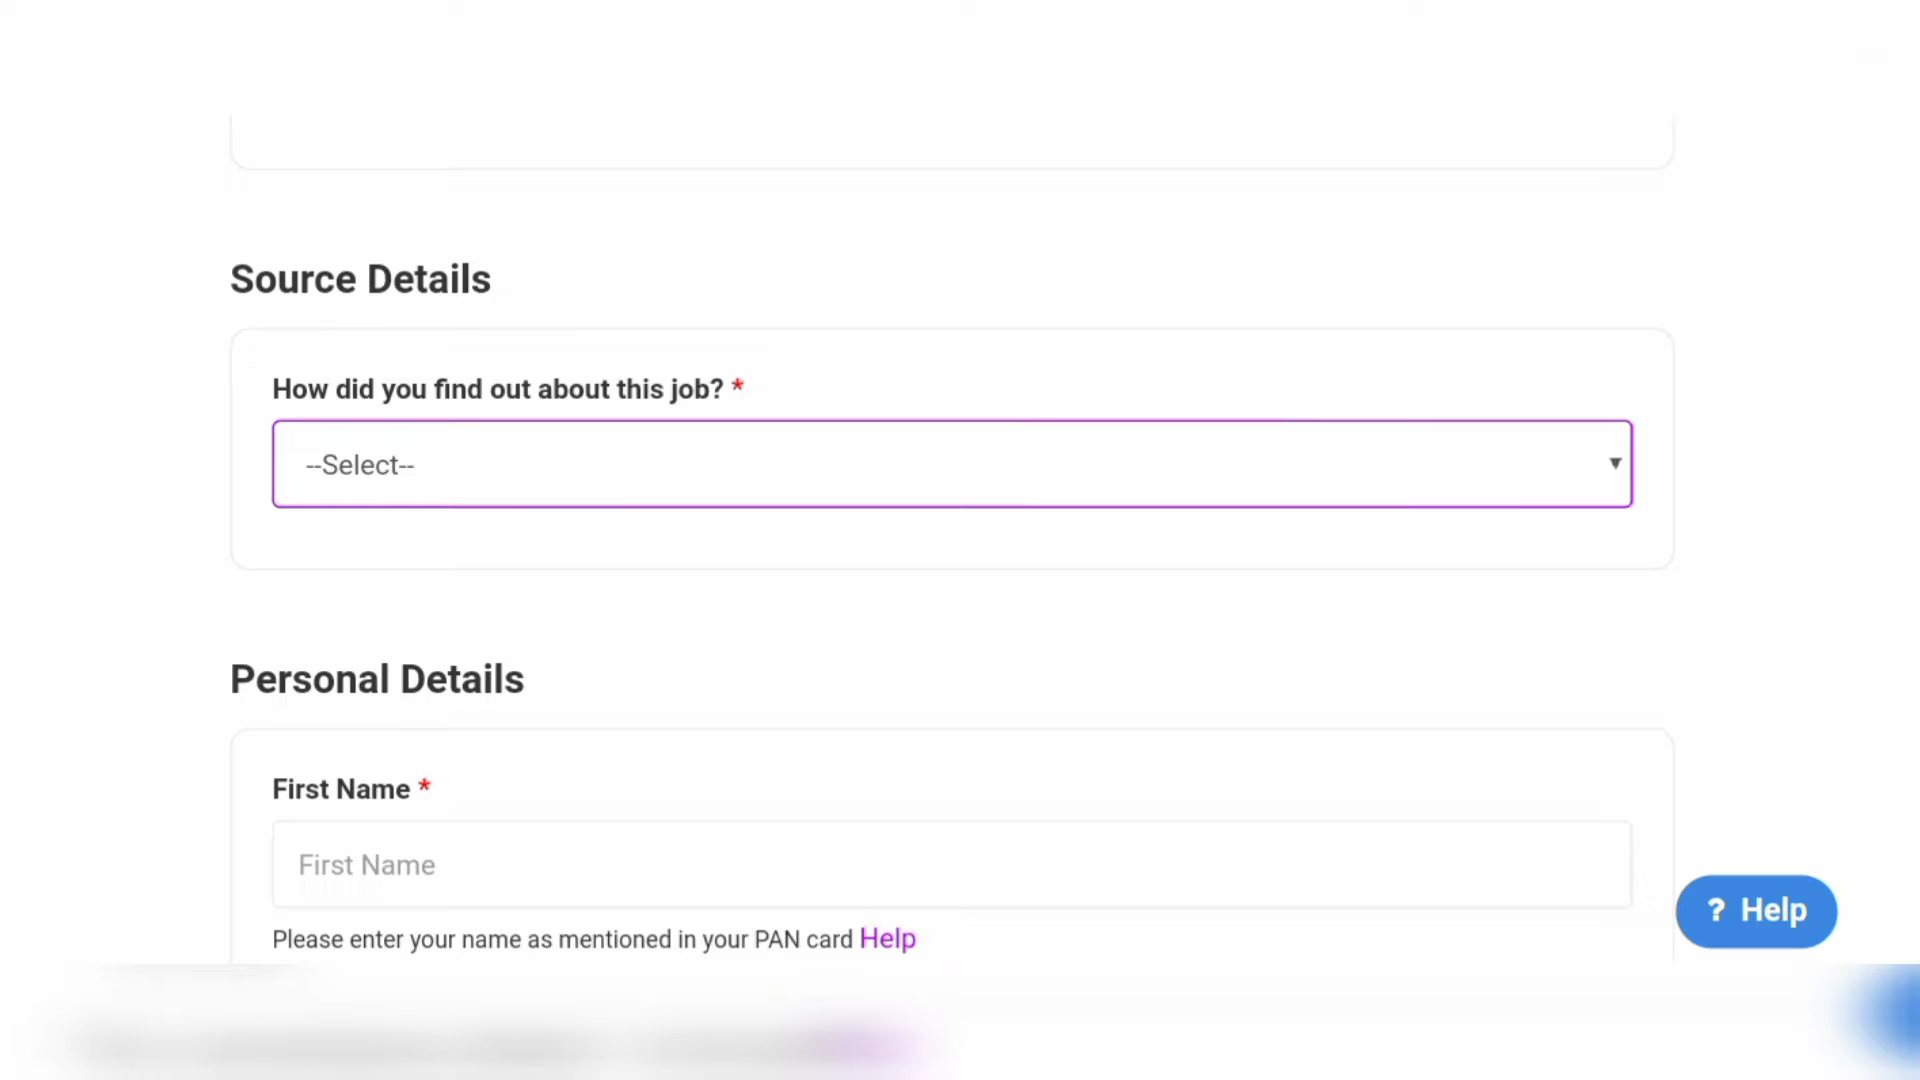 Source Details
How did you find out about this job? *
--Select--
Personal Details
First Name *
First Name
Please enter your name as mentioned in your PAN card Help
? Help